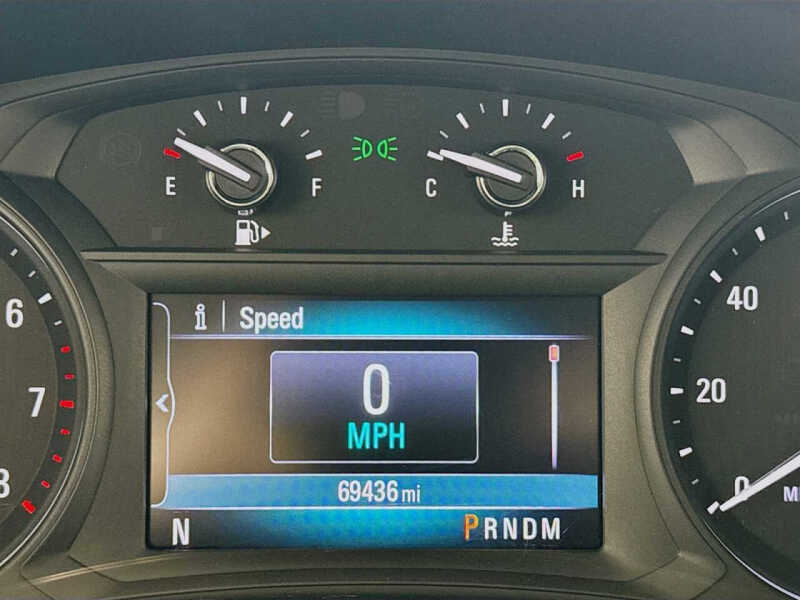 E F
C H
i Speed
0
MPH
69436 mi
N PRNDM
6
7
8
40
20
0